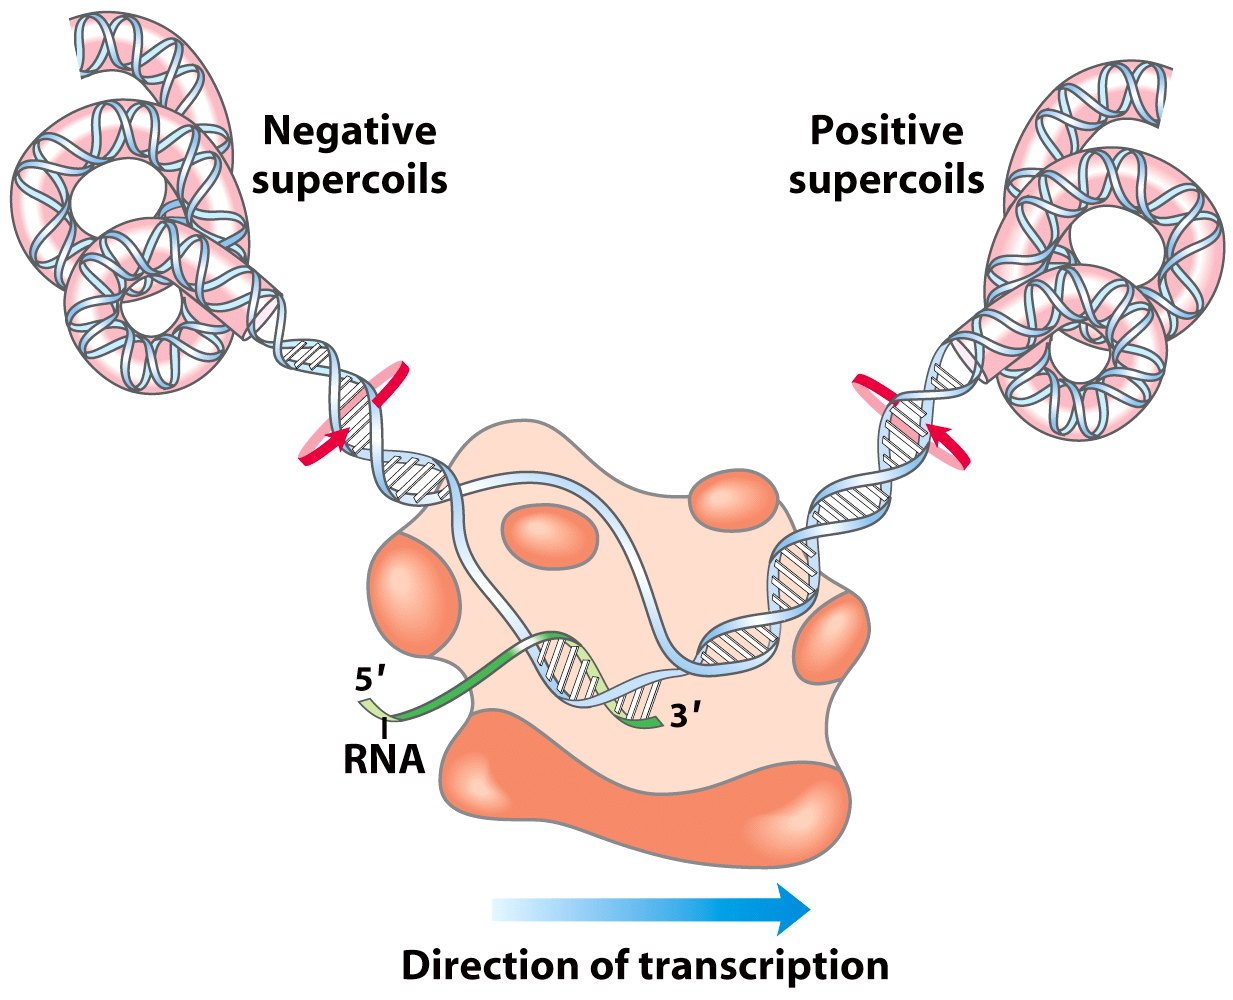 Negative
supercoils
Positive
supercoils
5′
RNA
3′
Direction of transcription